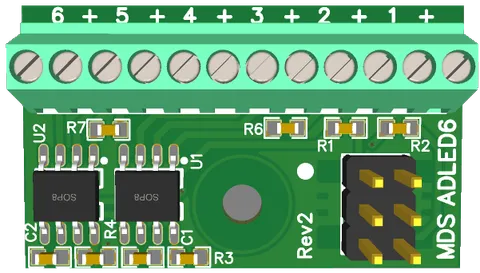 6 + 5 + 4 + 3 + 2 + 1 +
R7
R6
R1
R2
U2
U1
SOP8
SOP8
MDS ADLED6
Rev2
C2
R4
C1
R3